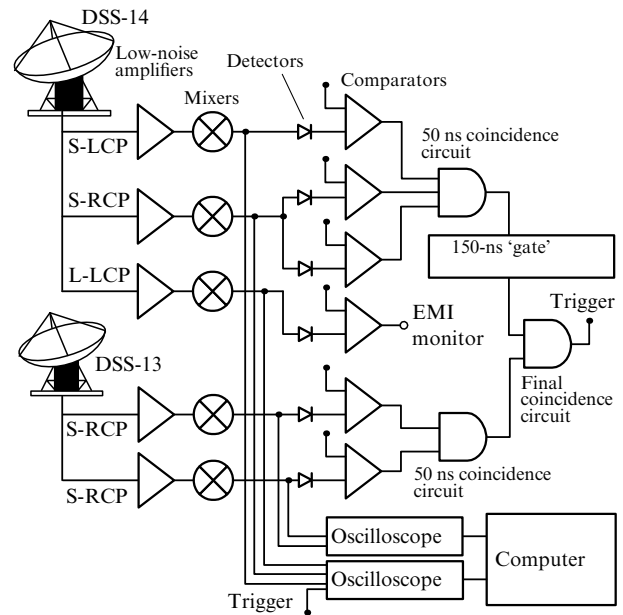 DSS-14
Low-noise
amplifiers
Detectors
Mixers
Comparators
S-LCP
50 ns coincidence
circuit
S-RCP
150-ns ‘gate’
L-LCP
EMI
monitor
Trigger
DSS-13
Final
coincidence
circuit
S-RCP
S-RCP
50 ns coincidence
circuit
Oscilloscope
Computer
Oscilloscope
Trigger